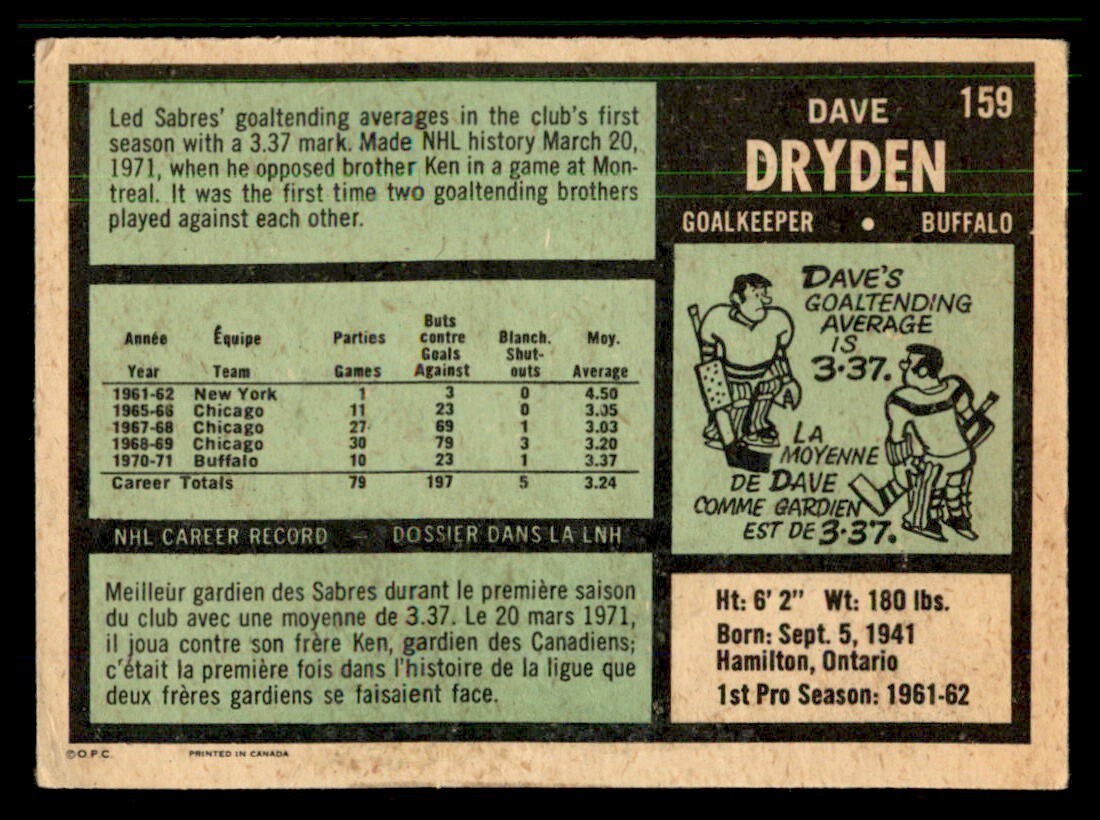 Led Sabres' goaltending averages in the club's first
season with a 3.37 mark. Made NHL history March 20,
1971, when he opposed brother Ken in a game at Mon-
treal. It was the first time two goaltending brothers
played against each other.
Année Équipe Parties Buts contre Blanch. Moy.
Year Team Games Goals Against Shut-outs Average
1961-62 New York 1 3 0 4.50
1965-66 Chicago 11 23 0 3.05
1967-68 Chicago 27 69 1 3.03
1968-69 Chicago 30 79 3 3.20
1970-71 Buffalo 10 23 1 3.37
Career Totals 79 197 5 3.24
NHL CAREER RECORD — DOSSIER DANS LA LNH
Meilleur gardien des Sabres durant le première saison
du club avec une moyenne de 3.37. Le 20 mars 1971,
il joua contre son frère Ken, gardien des Canadiens;
c'était la première fois dans l'histoire de la ligue que
deux frères gardiens se faisaient face.
159
DAVE
DRYDEN
GOALKEEPER • BUFFALO
DAVE'S
GOALTENDING
AVERAGE
IS
3.37.
LA
MOYENNE
DE DAVE
COMME GARDIEN
EST DE 3.37.
A
Ht: 6' 2" Wt: 180 lbs.
Born: Sept. 5, 1941
Hamilton, Ontario
1st Pro Season: 1961-62
©O.P.C. PRINTED IN CANADA